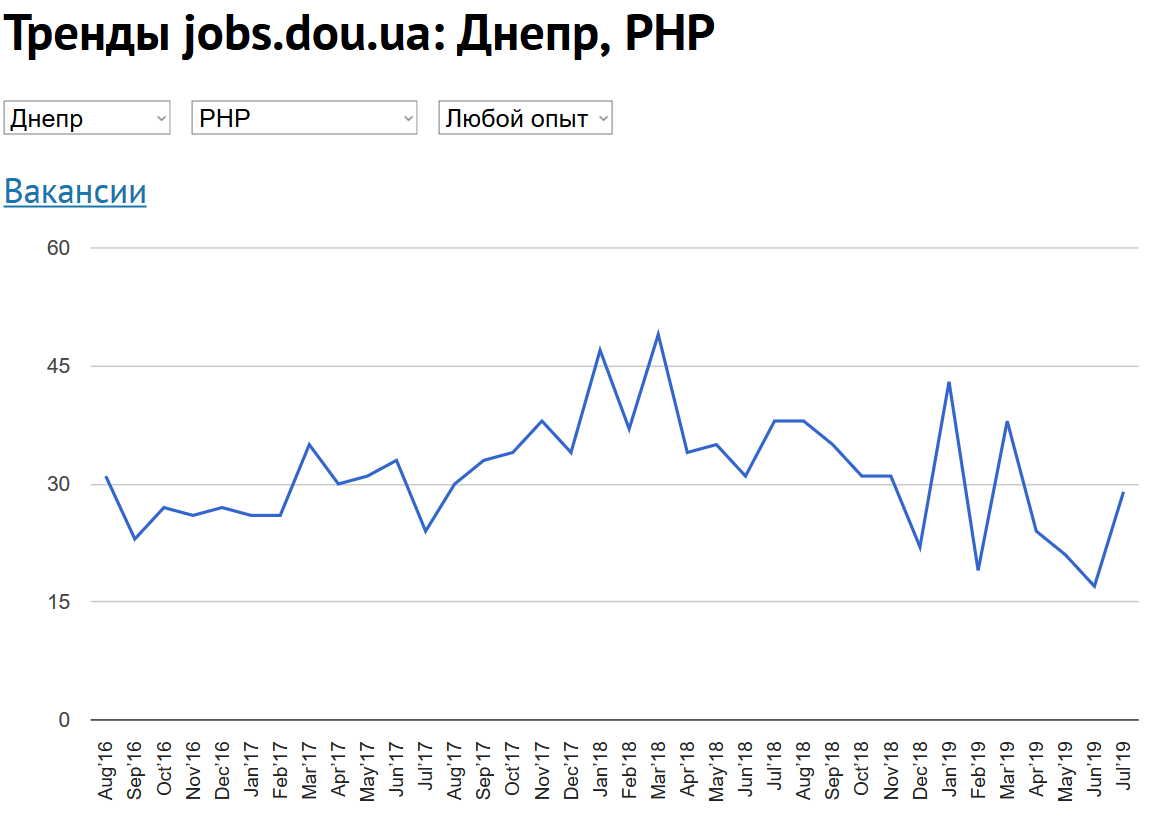 Тренды jobs.dou.ua: Днепр, PHP
Днепр PHP Любой опыт
Вакансии
60
45
30
15
0
Aug'16 Sep'16 Oct'16 Nov'16 Dec'16 Jan'17 Feb'17 Mar'17 Apr'17 May'17 Jun'17 Jul'17 Aug'17 Sep'17 Oct'17 Nov'17 Dec'17 Jan'18 Feb'18 Mar'18 Apr'18 May'18 Jun'18 Jul'18 Aug'18 Sep'18 Oct'18 Nov'18 Dec'18 Jan'19 Feb'19 Mar'19 Apr'19 May'19 Jun'19 Jul'19